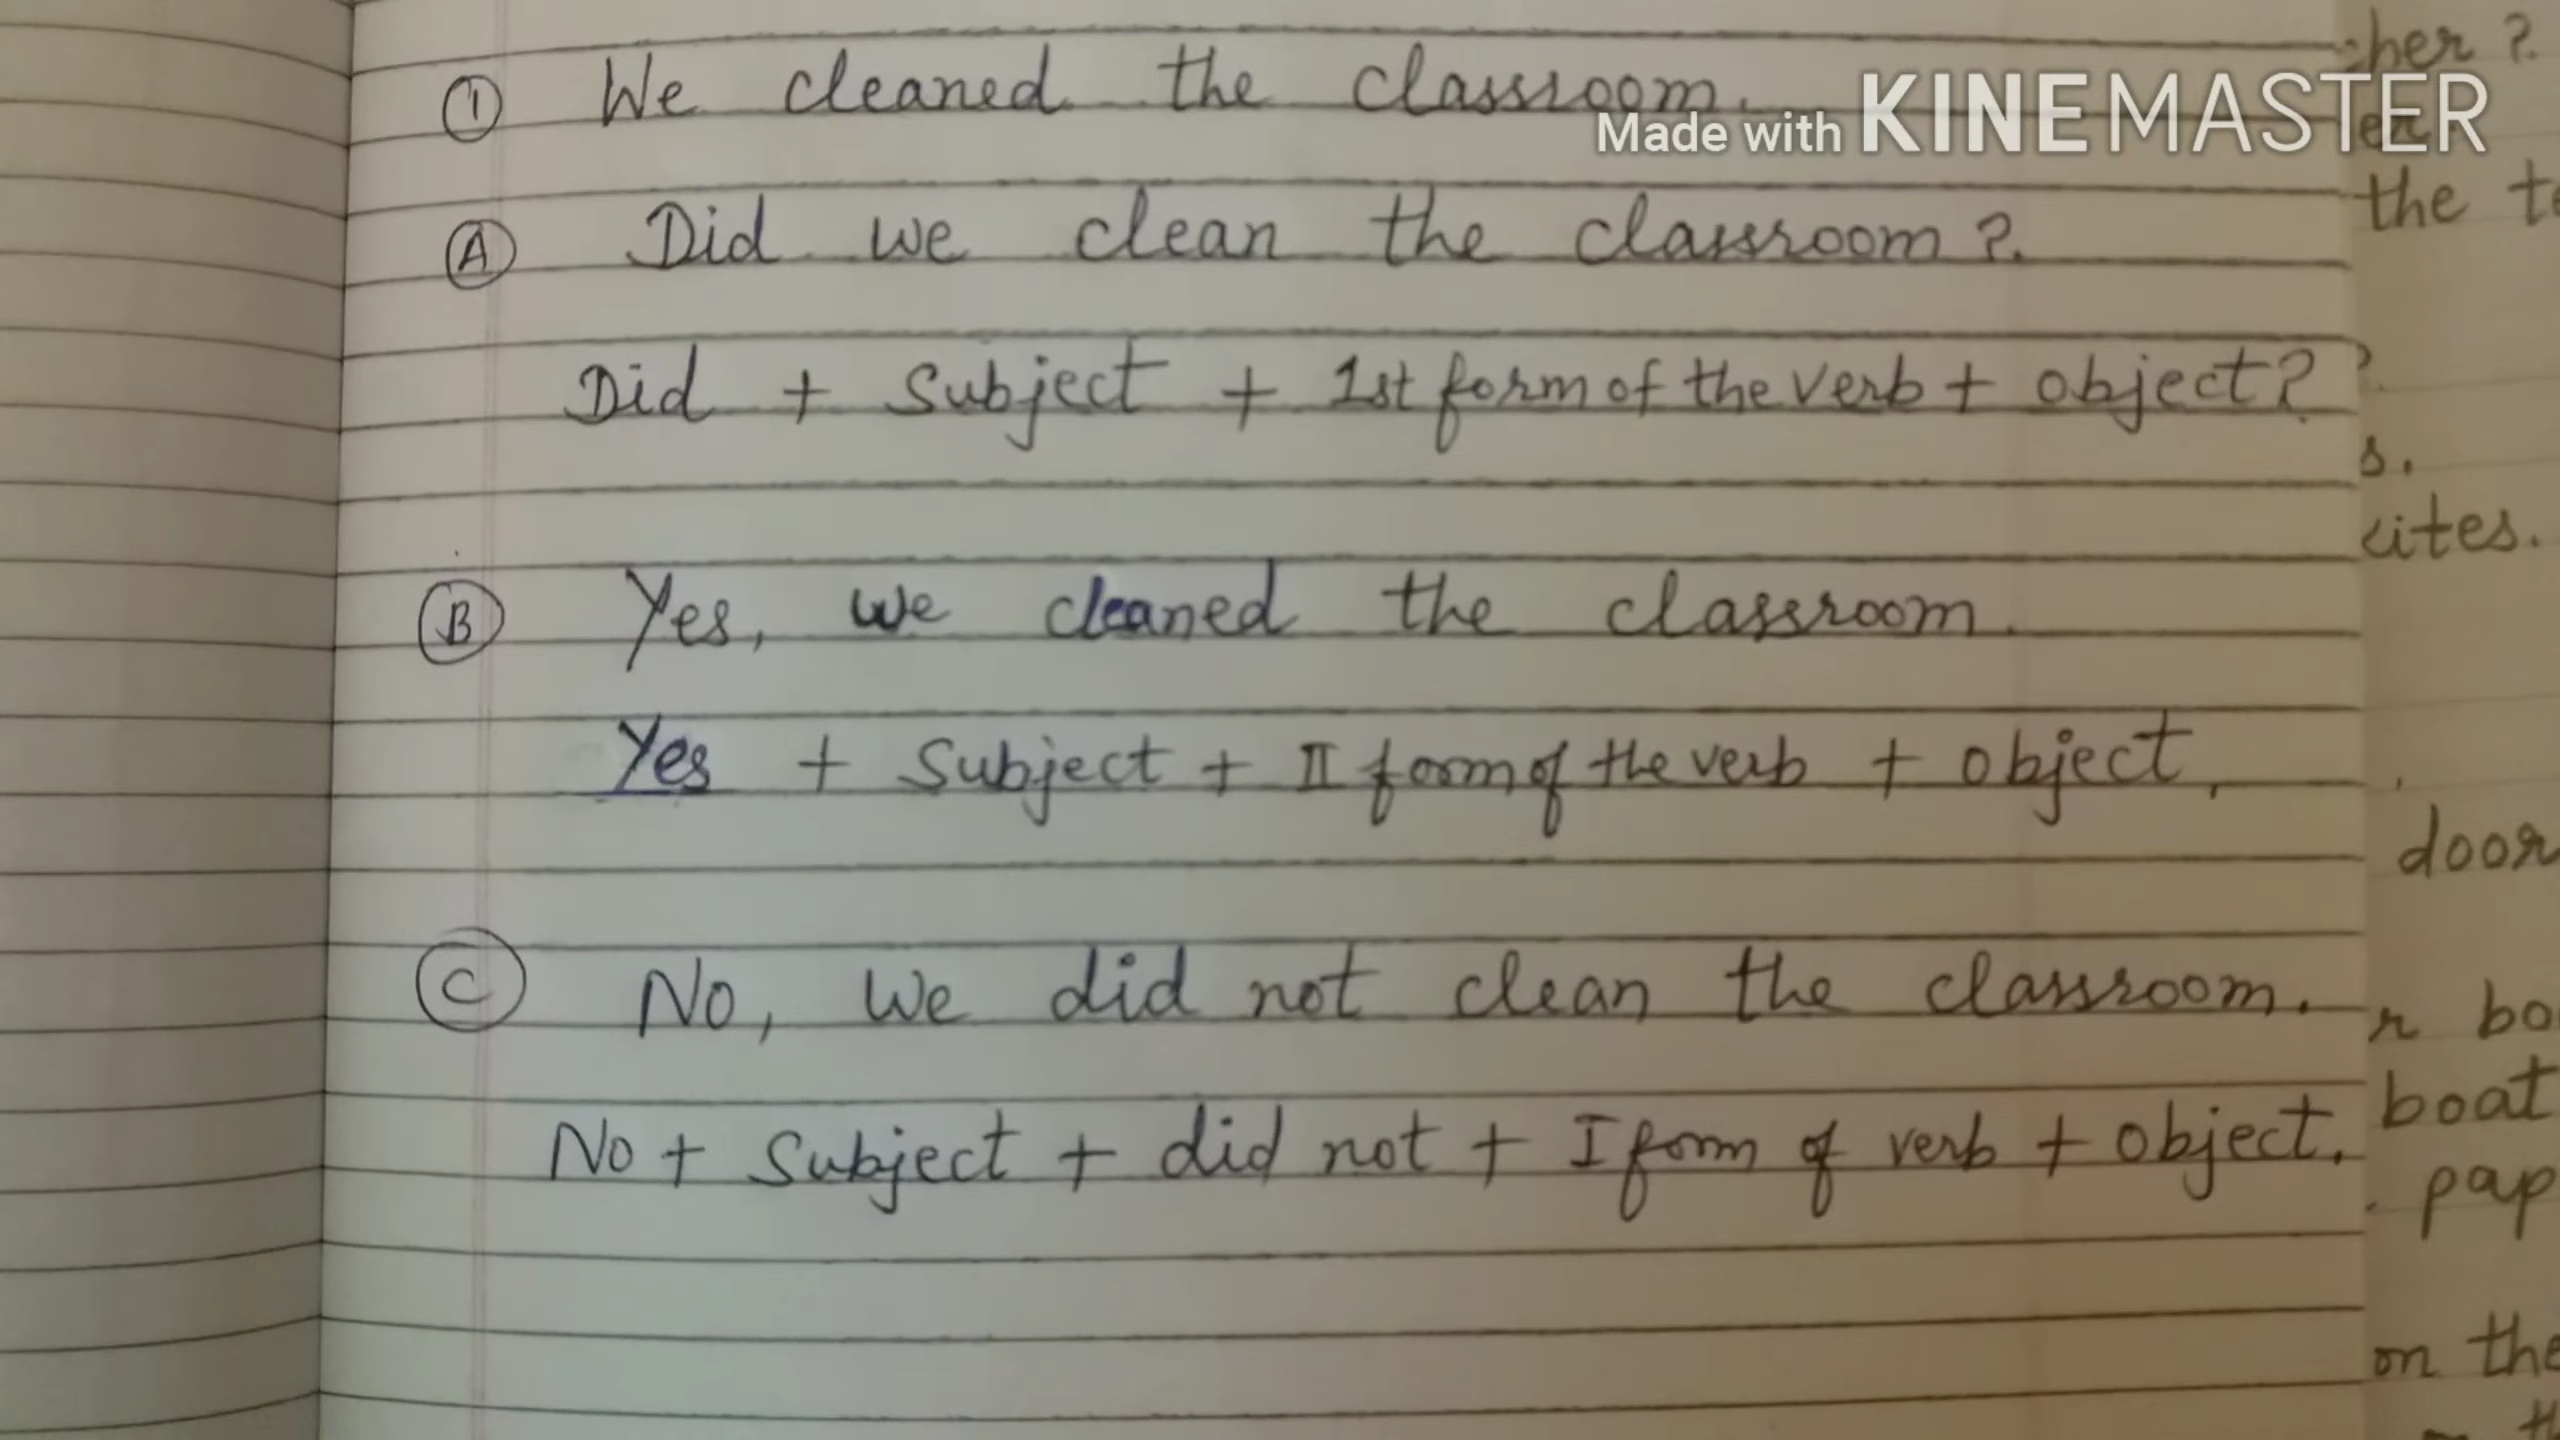 ① We cleaned the classroom.
Made with KINEMASTER
Ⓐ Did we clean the classroom?.
Did + Subject + 1st form of the verb + object?
Ⓑ Yes, we cleaned the classroom.
Yes + Subject + II form of the verb + object.
Ⓒ No, we did not clean the classroom.
No + Subject + did not + I form of verb + object.
the
s.
door
boat
on the